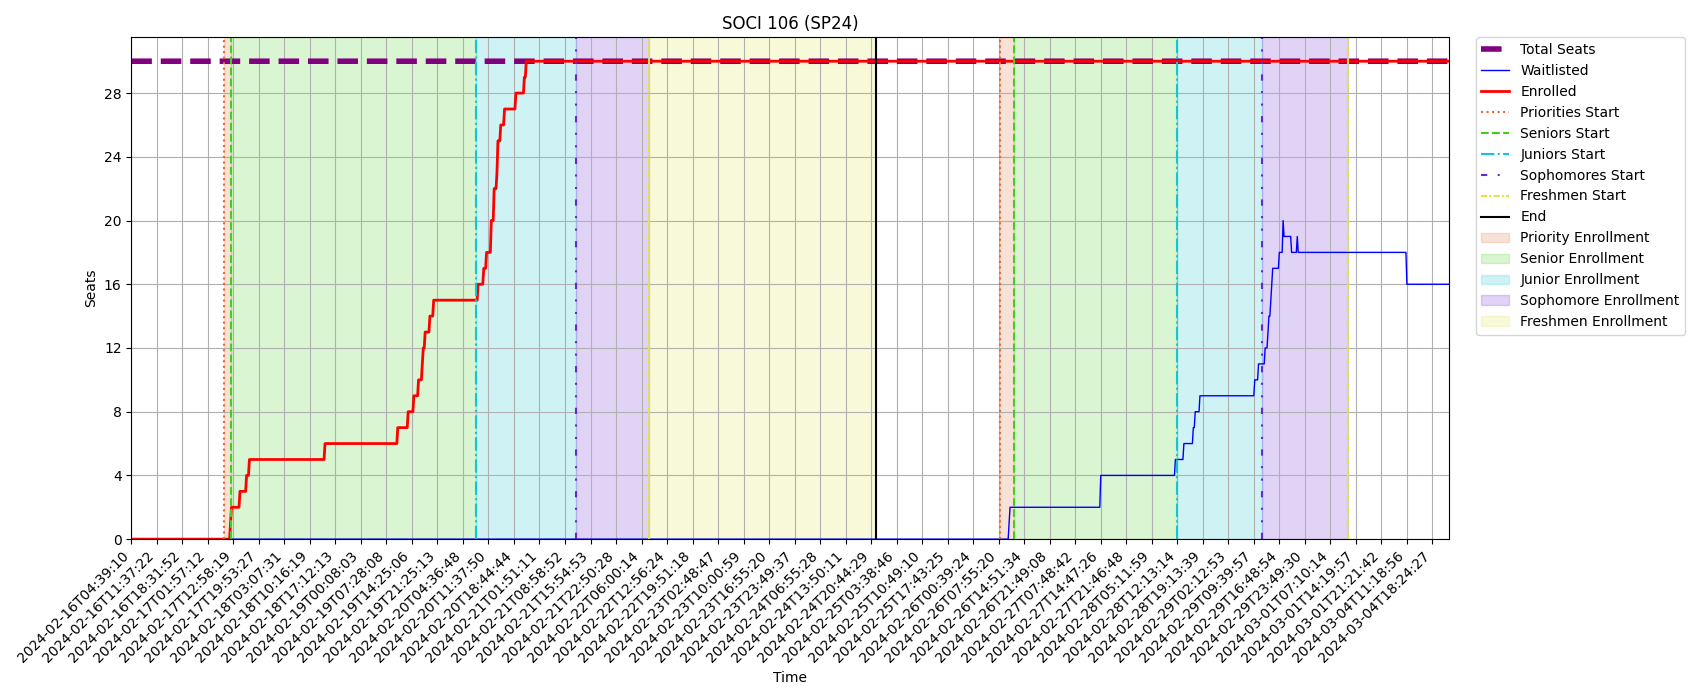 SOCI 106 (SP24)
Seats
28
24
20
16
12
8
4
0
2024-02-16T04:39:10
2024-02-16T11:37:22
2024-02-16T18:31:52
2024-02-17T01:57:12
2024-02-17T12:58:19
2024-02-17T19:53:27
2024-02-18T03:07:31
2024-02-18T10:16:19
2024-02-18T17:12:13
2024-02-19T00:08:03
2024-02-19T07:28:08
2024-02-19T14:25:06
2024-02-19T21:25:13
2024-02-20T04:36:48
2024-02-20T11:37:50
2024-02-20T18:44:44
2024-02-21T01:51:11
2024-02-21T08:58:52
2024-02-21T15:54:53
2024-02-21T22:50:28
2024-02-22T06:00:14
2024-02-22T12:56:24
2024-02-22T19:51:18
2024-02-23T02:48:47
2024-02-23T10:00:59
2024-02-23T16:55:20
2024-02-23T23:49:37
2024-02-24T06:55:28
2024-02-24T13:50:11
2024-02-24T20:44:29
2024-02-25T03:38:46
2024-02-25T10:49:10
2024-02-25T17:43:25
2024-02-26T00:39:24
2024-02-26T07:55:20
2024-02-26T14:51:34
2024-02-26T21:49:08
2024-02-27T07:48:42
2024-02-27T14:47:26
2024-02-27T21:46:48
2024-02-28T05:11:59
2024-02-28T12:13:14
2024-02-28T19:13:39
2024-02-29T02:12:53
2024-02-29T09:39:57
2024-02-29T16:48:54
2024-02-29T23:49:30
2024-03-01T07:10:14
2024-03-01T14:19:57
2024-03-01T21:21:42
2024-03-04T11:18:56
2024-03-04T18:24:27
Time
Total Seats
Waitlisted
Enrolled
Priorities Start
Seniors Start
Juniors Start
Sophomores Start
Freshmen Start
End
Priority Enrollment
Senior Enrollment
Junior Enrollment
Sophomore Enrollment
Freshmen Enrollment